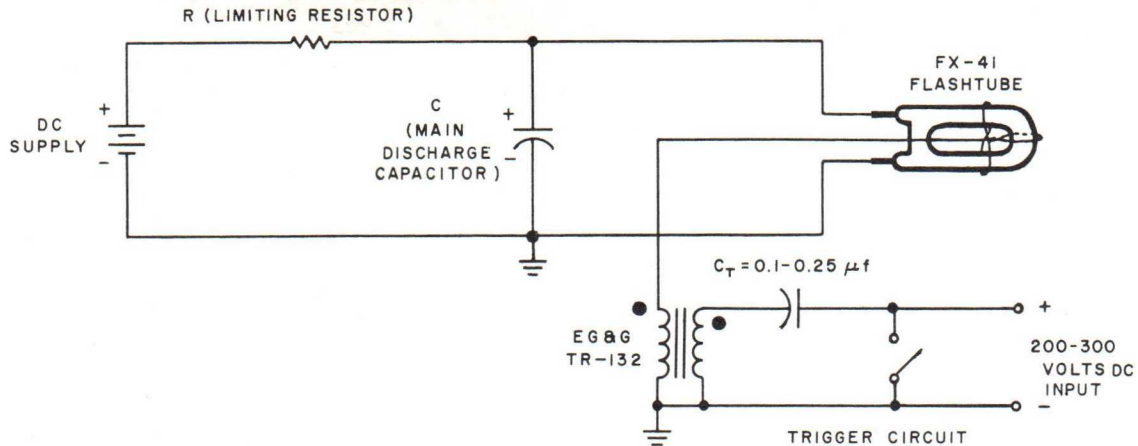 R (LIMITING RESISTOR)
FX-41
FLASHTUBE
+
DC
SUPPLY
-
+
C
(MAIN
DISCHARGE
-
CAPACITOR)
C_T = 0.1-0.25 μf
EG&G
TR-132
+
200-300
VOLTS DC
INPUT
-
TRIGGER CIRCUIT